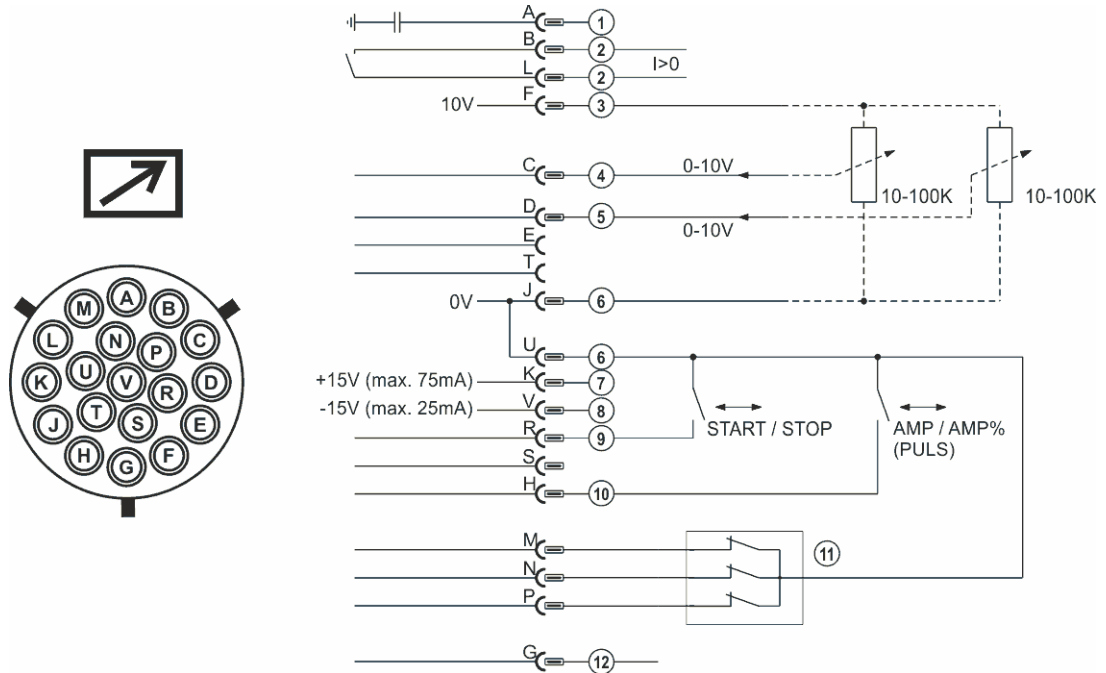 A 1
B 2
L 2 I>0
10V F 3
C 4 0-10V
10-100K 10-100K
D 5
0-10V
E
T
0V J 6
U 6
+15V (max. 75mA) K 7
-15V (max. 25mA) V 8
R 9 START / STOP AMP / AMP%
(PULS)
S
H 10
M 11
N
P
G 12
A
M B
L N P C
K U V R D
J T S E
H G F